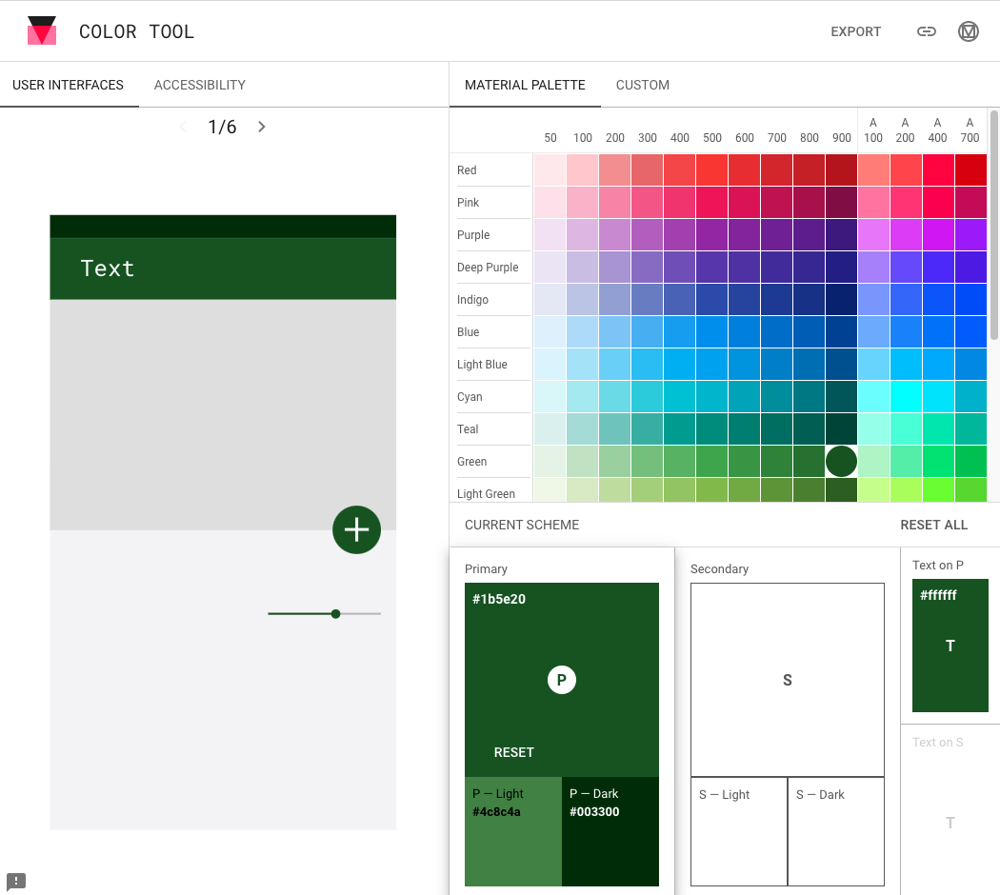 COLOR TOOL
EXPORT
USER INTERFACES
ACCESSIBILITY
MATERIAL PALETTE
CUSTOM
1/6
50 100 200 300 400 500 600 700 800 900 A 100 A 200 A 400 A 700
Red
Pink
Purple
Deep Purple
Indigo
Blue
Light Blue
Cyan
Teal
Green
Light Green
Text
CURRENT SCHEME
RESET ALL
Primary
#1b5e20
P
RESET
P — Light
#4c8c4a
P — Dark
#003300
Secondary
S
S — Light
S — Dark
Text on P
#ffffff
T
Text on S
T